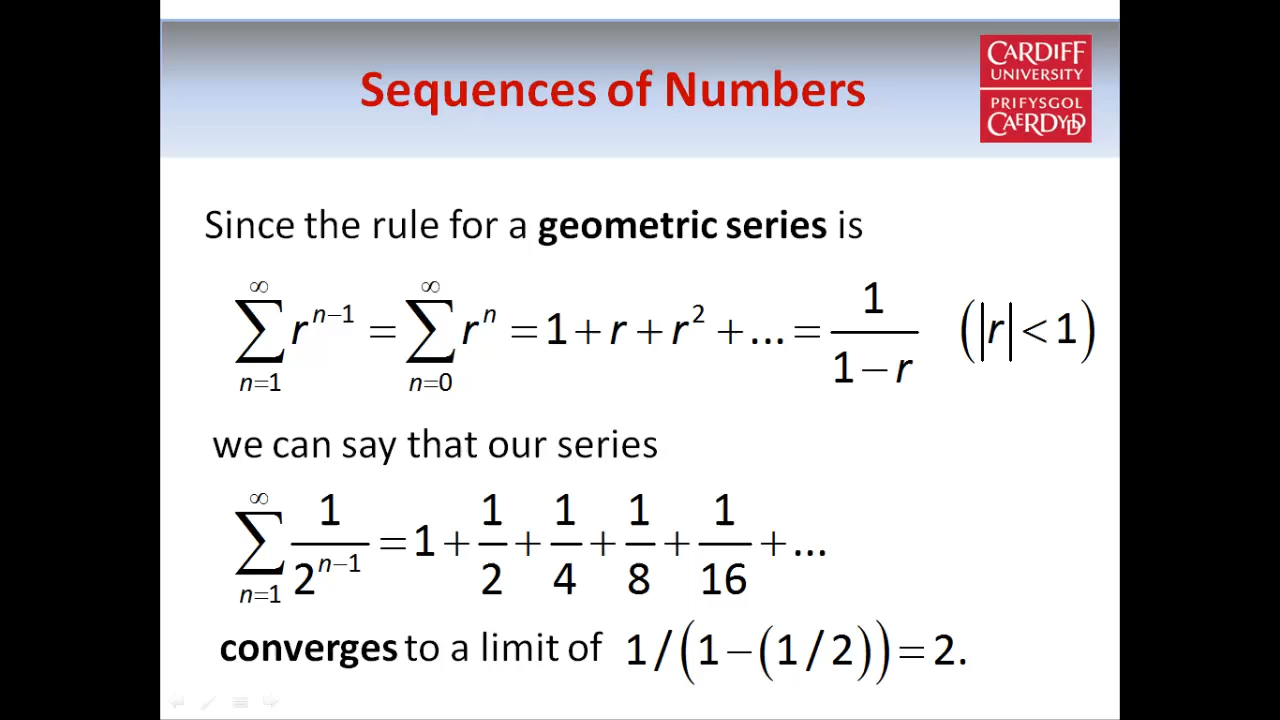 Sequences of Numbers
CARDIFF
UNIVERSITY
PRIFYSGOL
CAERDYDD
Since the rule for a geometric series is
∑_{n=1}^{∞} r^{n−1} = ∑_{n=0}^{∞} r^{n} = 1 + r + r^{2} + ... = 1/(1 − r) (|r| < 1)
we can say that our series
∑_{n=1}^{∞} 1/2^{n−1} = 1 + 1/2 + 1/4 + 1/8 + 1/16 + ...
converges to a limit of 1/(1−(1/2)) = 2.